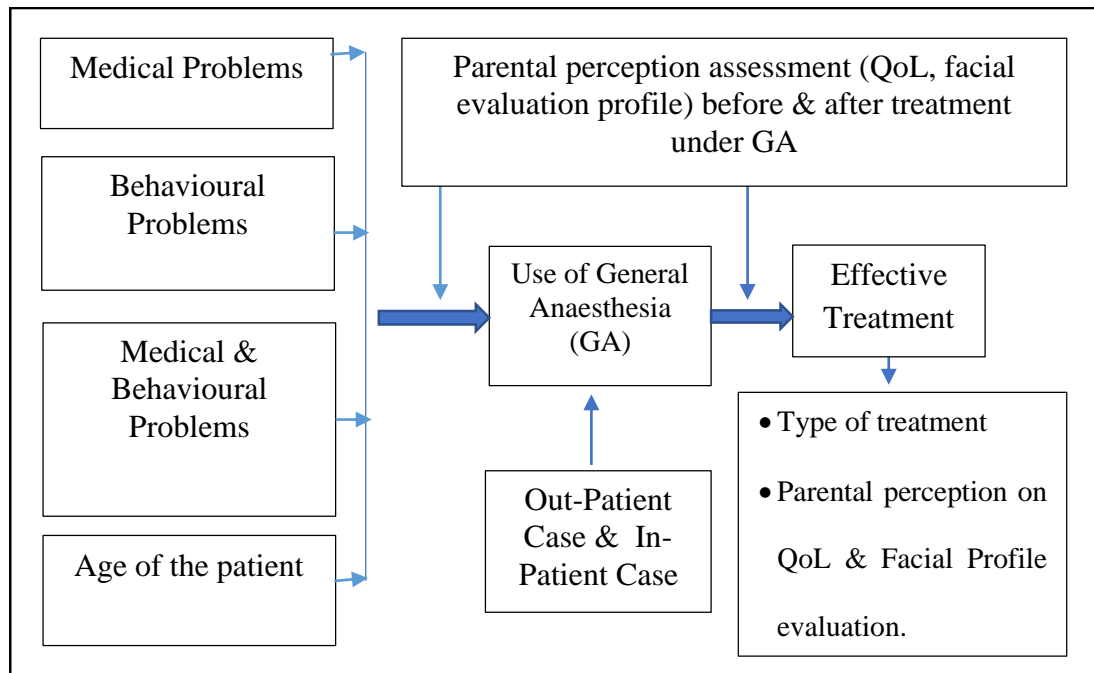 Medical Problems
Behavioural
Problems
Medical &
Behavioural
Problems
Age of the patient
Parental perception assessment (QoL, facial
evaluation profile) before & after treatment
under GA
Use of General
Anaesthesia
(GA)
Effective
Treatment
Out-Patient
Case & In-
Patient Case
• Type of treatment
• Parental perception on
QoL & Facial Profile
evaluation.